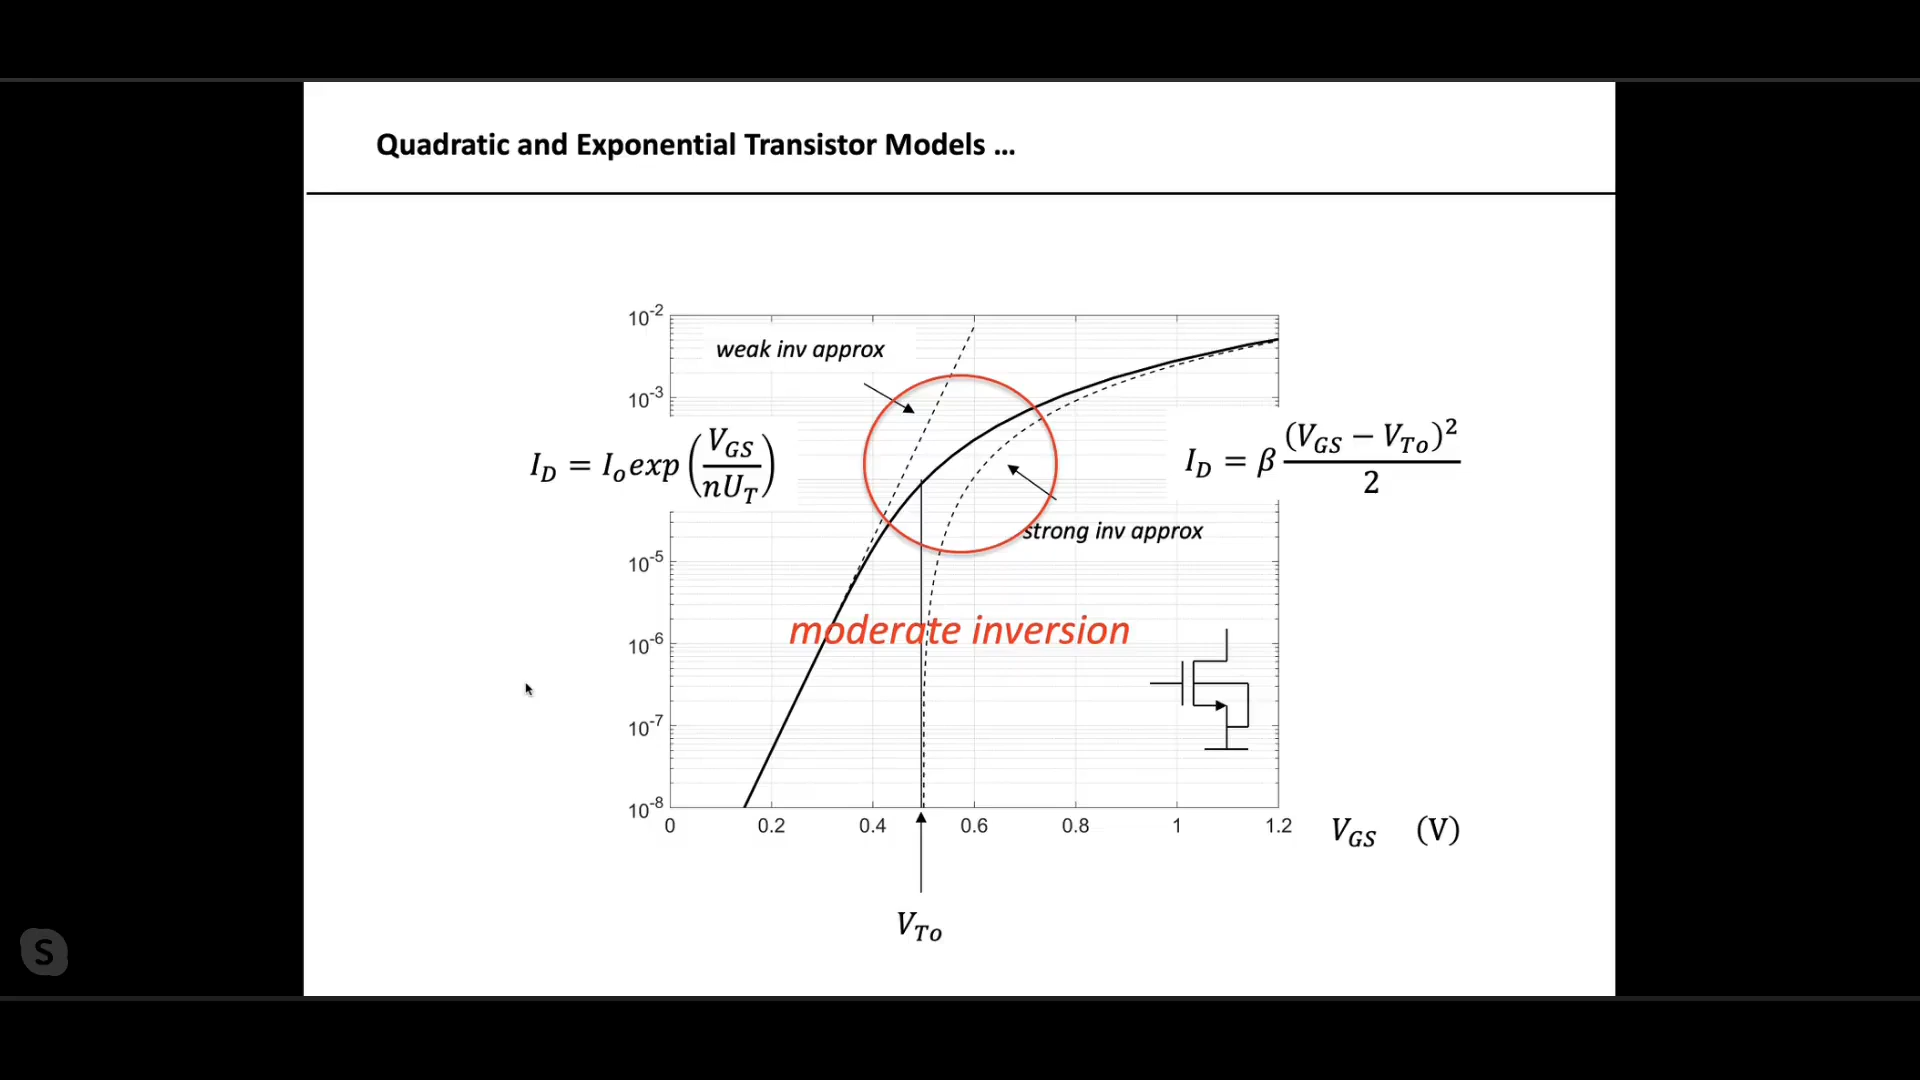 Quadratic and Exponential Transistor Models ...
10⁻²
weak inv approx
10⁻³
I_D = I_o exp(V_GS / nU_T)
I_D = β (V_GS − V_To)² / 2
strong inv approx
10⁻⁵
moderate inversion
10⁻⁶
10⁻⁷
10⁻⁸
0 0.2 0.4 0.6 0.8 1 1.2
V_GS (V)
V_To
S